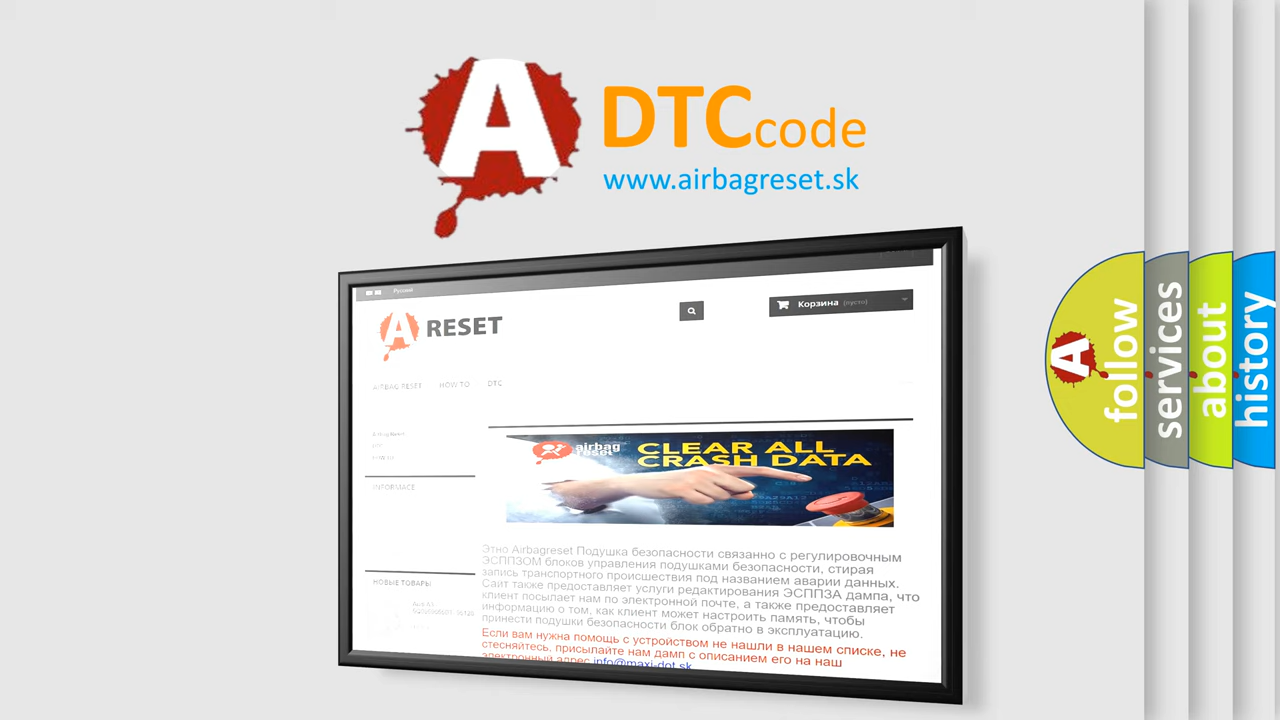 A DTC code
www.airbagreset.sk
Русский
Корзина (пусто)
A RESET
AIRBAG RESET HOW TO DTC
airbag
reset
CLEAR ALL
CRASH DATA
INFORMACE
Этно Airbagreset Подушка безопасности связанно с регулировочным
ЭСППЗОМ блоков управления подушками безопасности, стирая
запись транспортного происшествия под названием аварии данных.
Сайт также предоставляет услуги редактирования ЭСППЗА дампа, что
клиент посылает нам по электронной почте, а также предоставляет
информацию о том, как клиент может настроить память, чтобы
принести подушки безопасности блок обратно в эксплуатацию.
Если вам нужна помощь с устройством не нашли в нашем списке, не
стесняйтесь, присылайте нам дамп с описанием его на наш
электронный адрес info@maxi-dot.sk
НОВЫЕ ТОВАРЫ
A follow
services
about
history